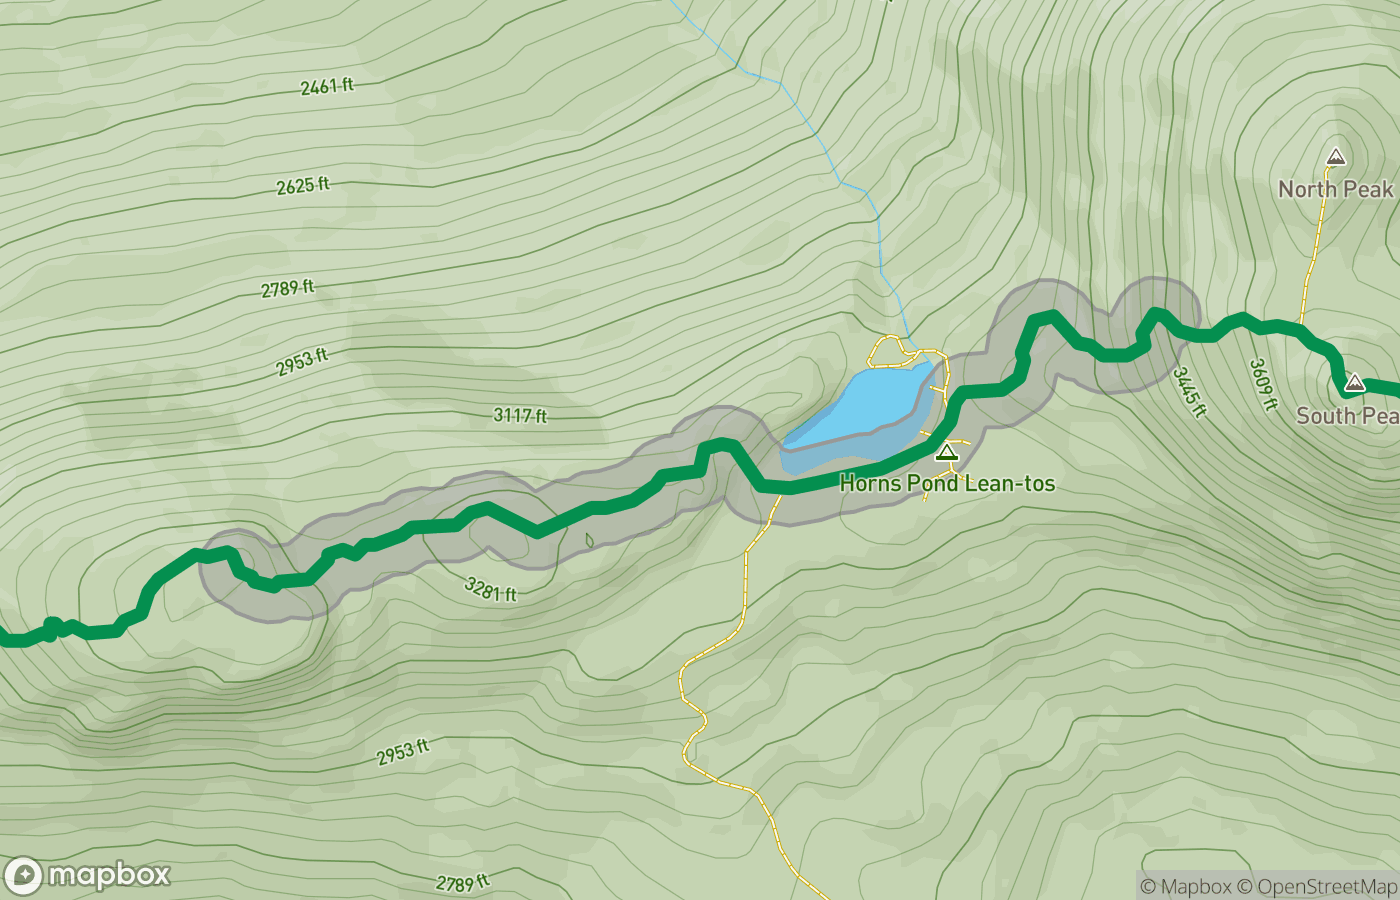 2461 ft
North Peak
2625 ft
2789 ft
2953 ft
3445 ft
3609 ft
3117 ft
South Pea
Horns Pond Lean-tos
3281 ft
2953 ft
2789 ft
mapbox
© Mapbox © OpenStreetMap